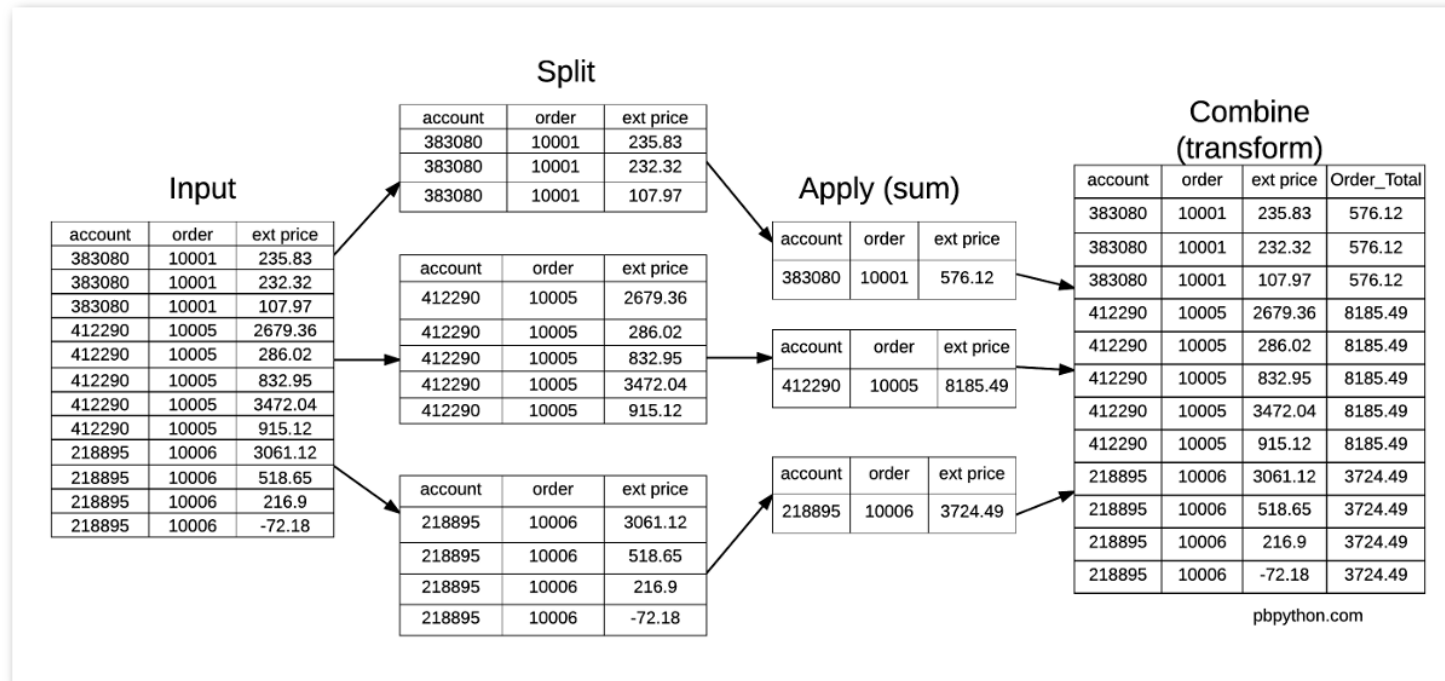 Input
account order ext price
383080 10001 235.83
383080 10001 232.32
383080 10001 107.97
412290 10005 2679.36
412290 10005 286.02
412290 10005 832.95
412290 10005 3472.04
412290 10005 915.12
218895 10006 3061.12
218895 10006 518.65
218895 10006 216.9
218895 10006 -72.18
Split
account order ext price
383080 10001 235.83
383080 10001 232.32
383080 10001 107.97
account order ext price
412290 10005 2679.36
412290 10005 286.02
412290 10005 832.95
412290 10005 3472.04
412290 10005 915.12
account order ext price
218895 10006 3061.12
218895 10006 518.65
218895 10006 216.9
218895 10006 -72.18
Apply (sum)
account order ext price
383080 10001 576.12
account order ext price
412290 10005 8185.49
account order ext price
218895 10006 3724.49
Combine
(transform)
account order ext price Order_Total
383080 10001 235.83 576.12
383080 10001 232.32 576.12
383080 10001 107.97 576.12
412290 10005 2679.36 8185.49
412290 10005 286.02 8185.49
412290 10005 832.95 8185.49
412290 10005 3472.04 8185.49
412290 10005 915.12 8185.49
218895 10006 3061.12 3724.49
218895 10006 518.65 3724.49
218895 10006 216.9 3724.49
218895 10006 -72.18 3724.49
pbpython.com